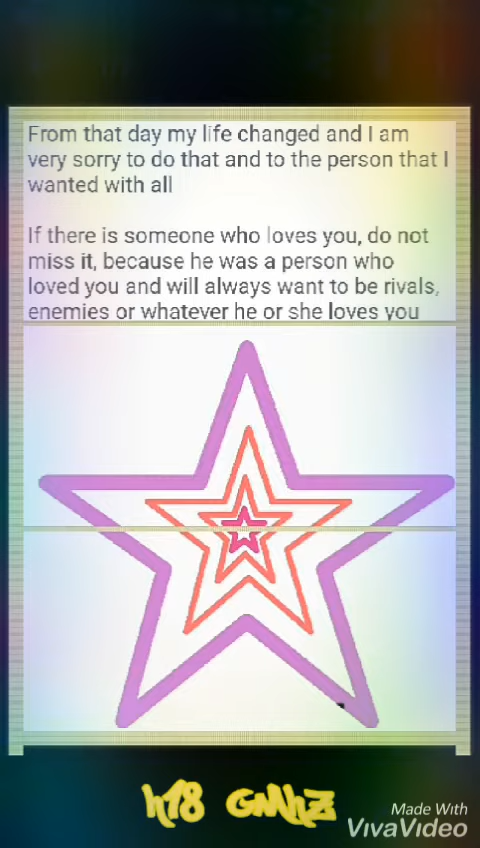 From that day my life changed and I am
very sorry to do that and to the person that I
wanted with all
If there is someone who loves you, do not
miss it, because he was a person who
loved you and will always want to be rivals,
enemies or whatever he or she loves you
Made With
VivaVideo